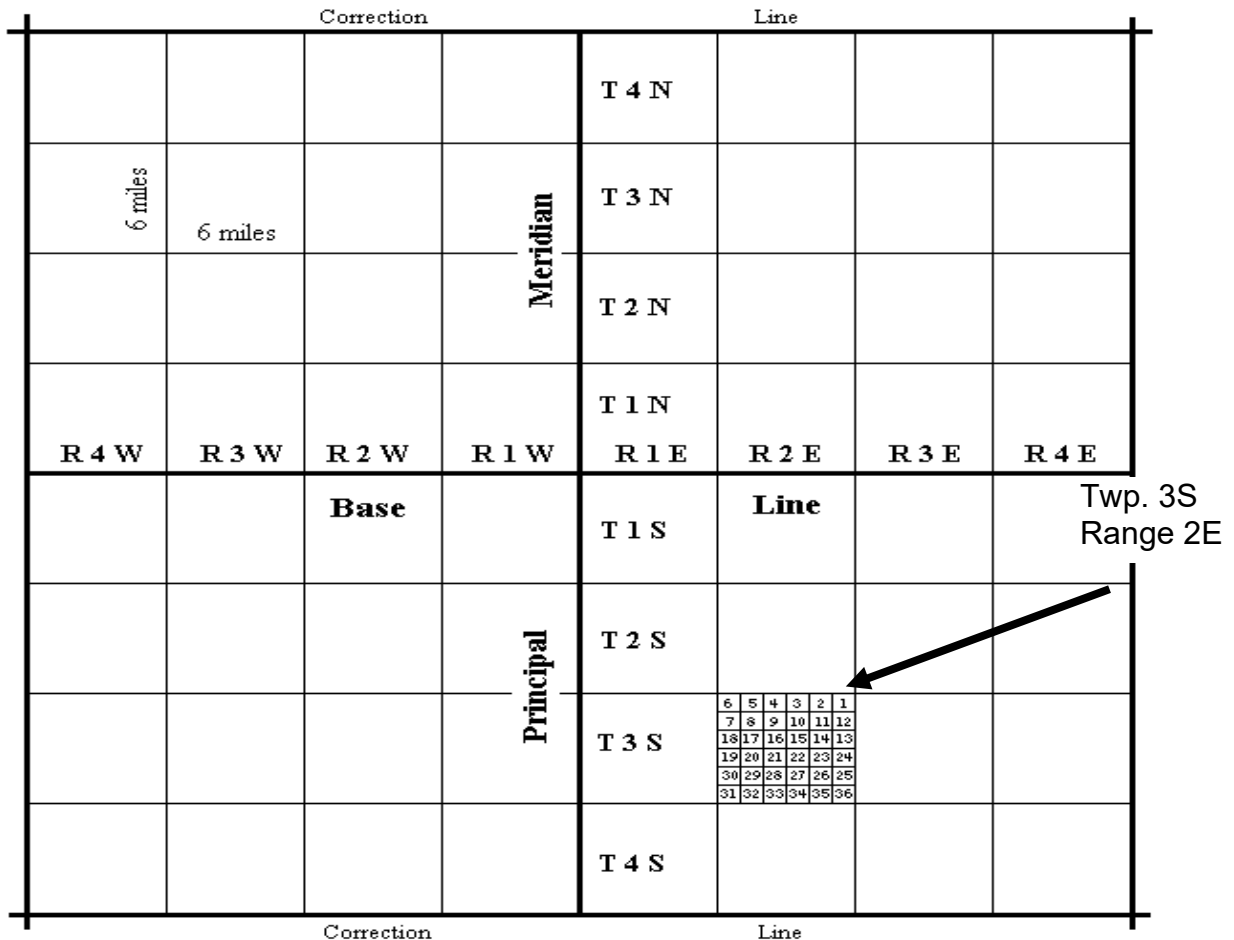 Correction Line
T 4 N
6 miles
T 3 N
6 miles
Meridian
T 2 N
T 1 N
R 4 W R 3 W R 2 W R 1 W R 1 E R 2 E R 3 E R 4 E
Base Line
Twp. 3S
Range 2E
T 1 S
T 2 S
Principal
6 5 4 3 2 1
7 8 9 10 11 12
18 17 16 15 14 13
19 20 21 22 23 24
30 29 28 27 26 25
31 32 33 34 35 36
T 3 S
T 4 S
Correction Line